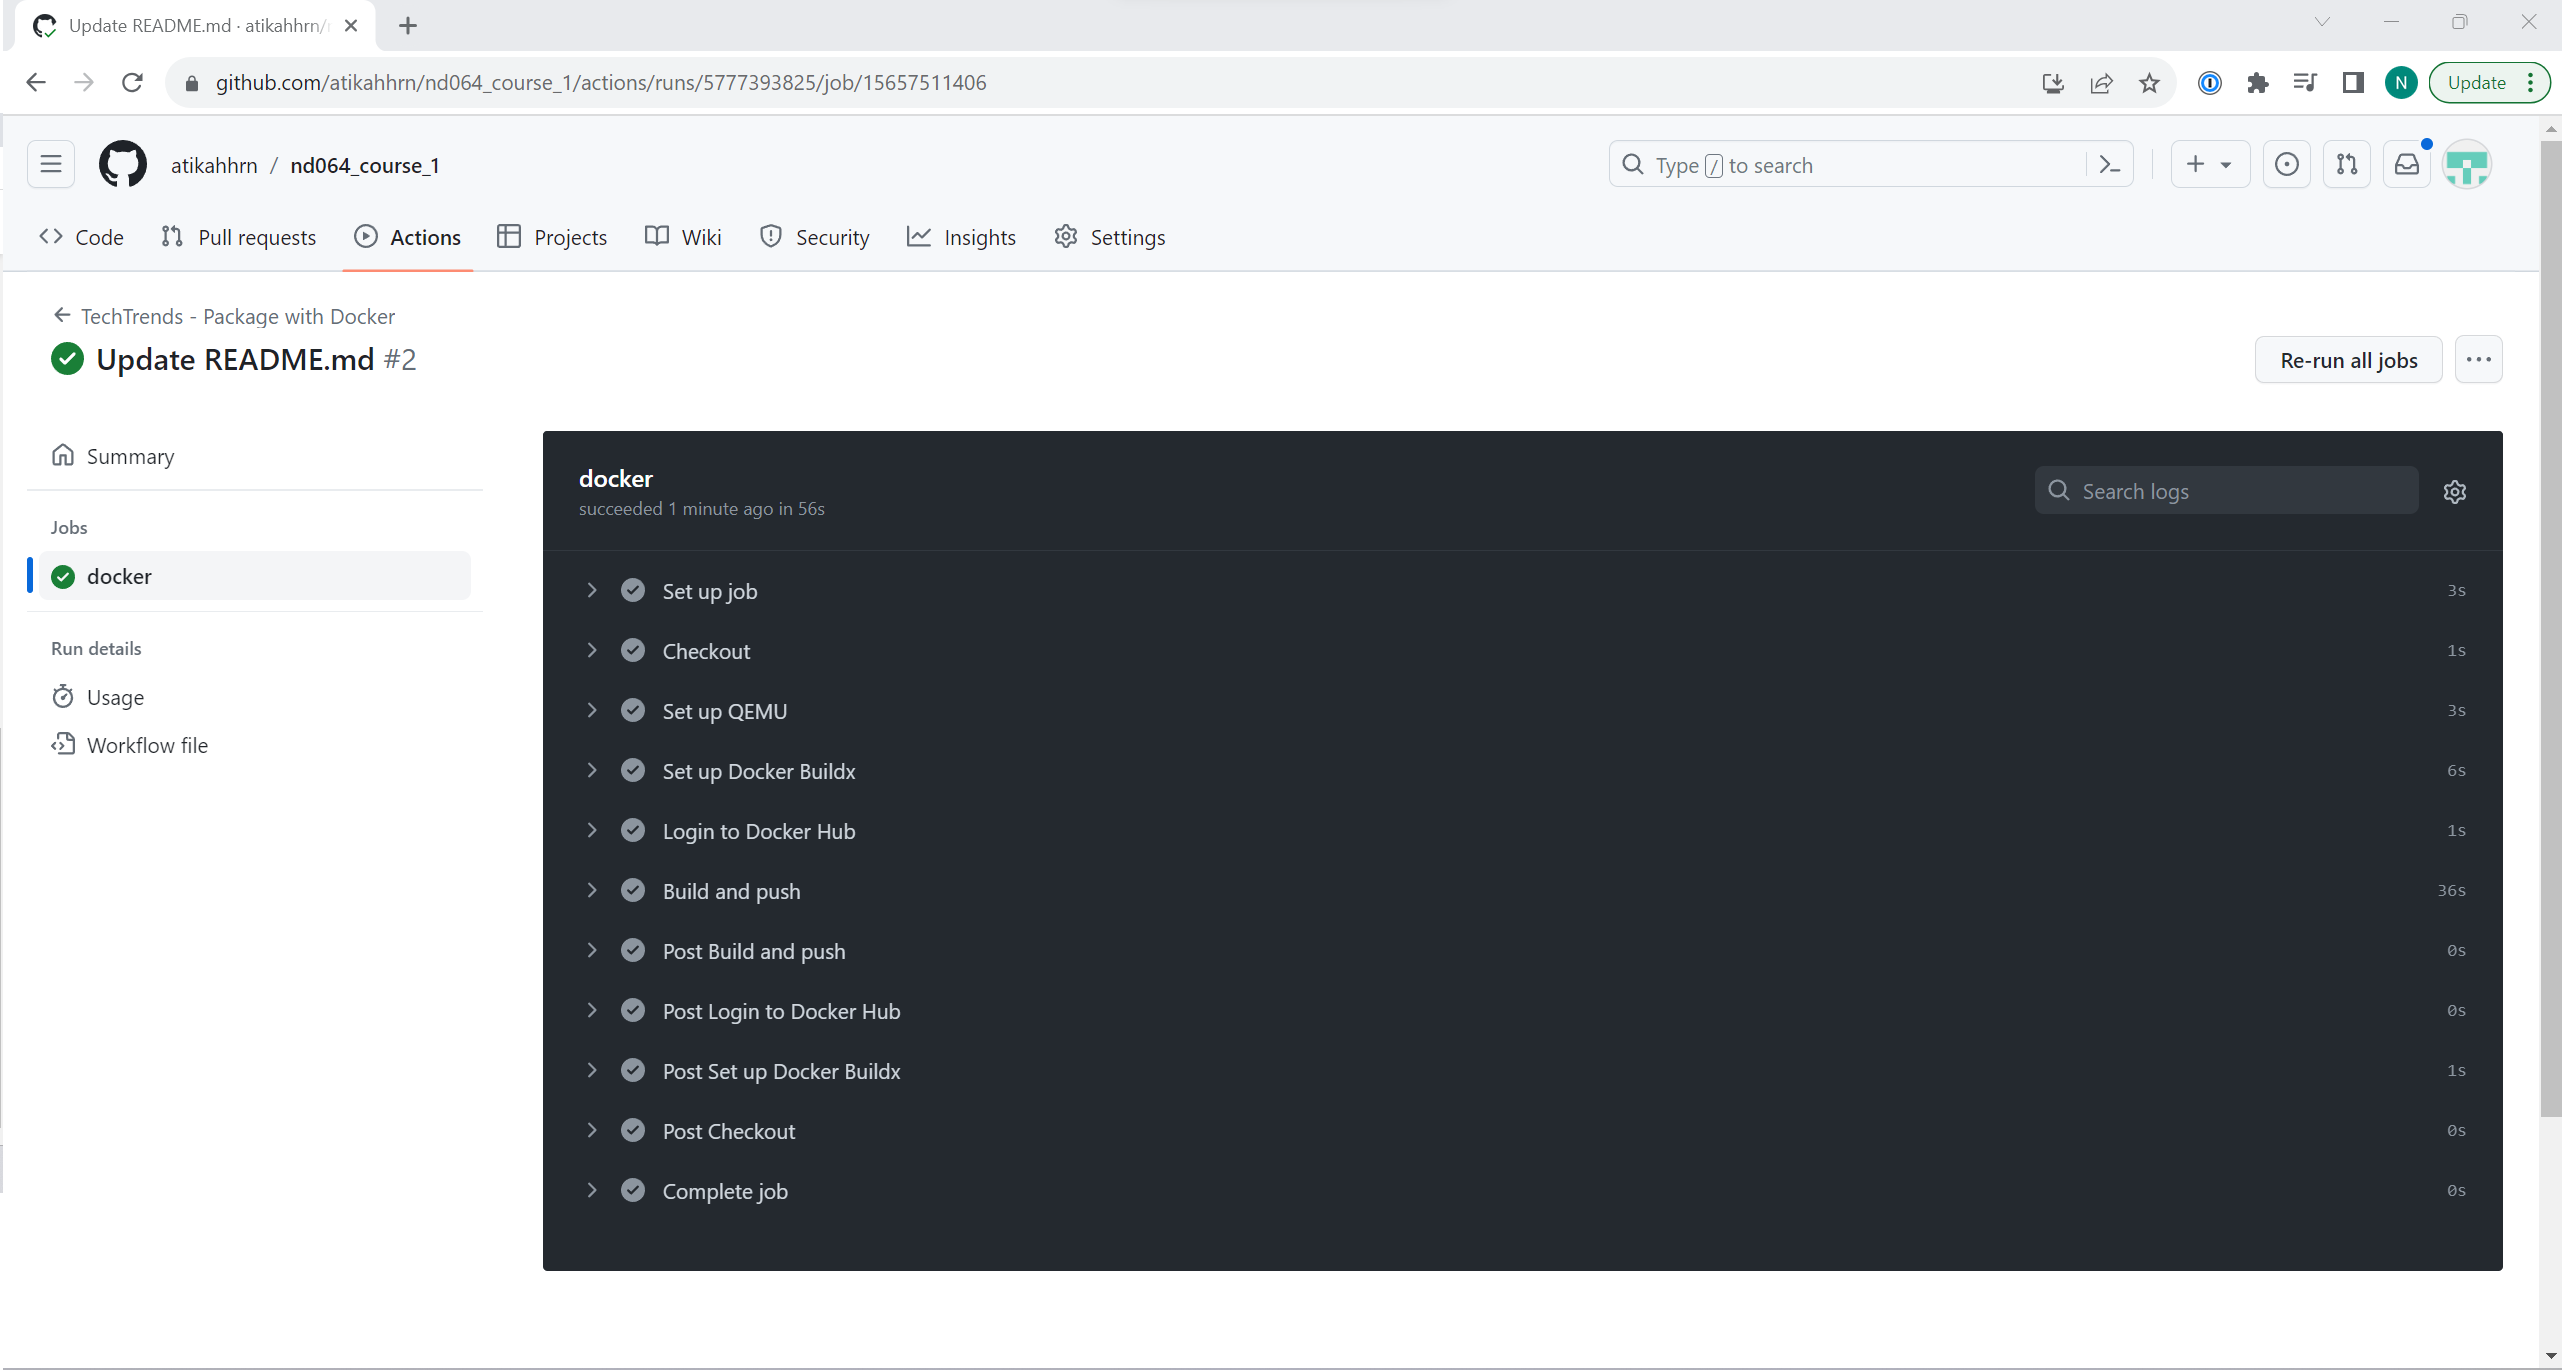 Update README.md · atikahhrn/
github.com/atikahhrn/nd064_course_1/actions/runs/5777393825/job/15657511406
N
Update
atikahhrn / nd064_course_1
Type / to search
Code
Pull requests
Actions
Projects
Wiki
Security
Insights
Settings
TechTrends - Package with Docker
Update README.md #2
Re-run all jobs
Summary
Jobs
docker
Run details
Usage
Workflow file
docker
succeeded 1 minute ago in 56s
Search logs
Set up job 3s
Checkout 1s
Set up QEMU 3s
Set up Docker Buildx 6s
Login to Docker Hub 1s
Build and push 36s
Post Build and push 0s
Post Login to Docker Hub 0s
Post Set up Docker Buildx 1s
Post Checkout 0s
Complete job 0s